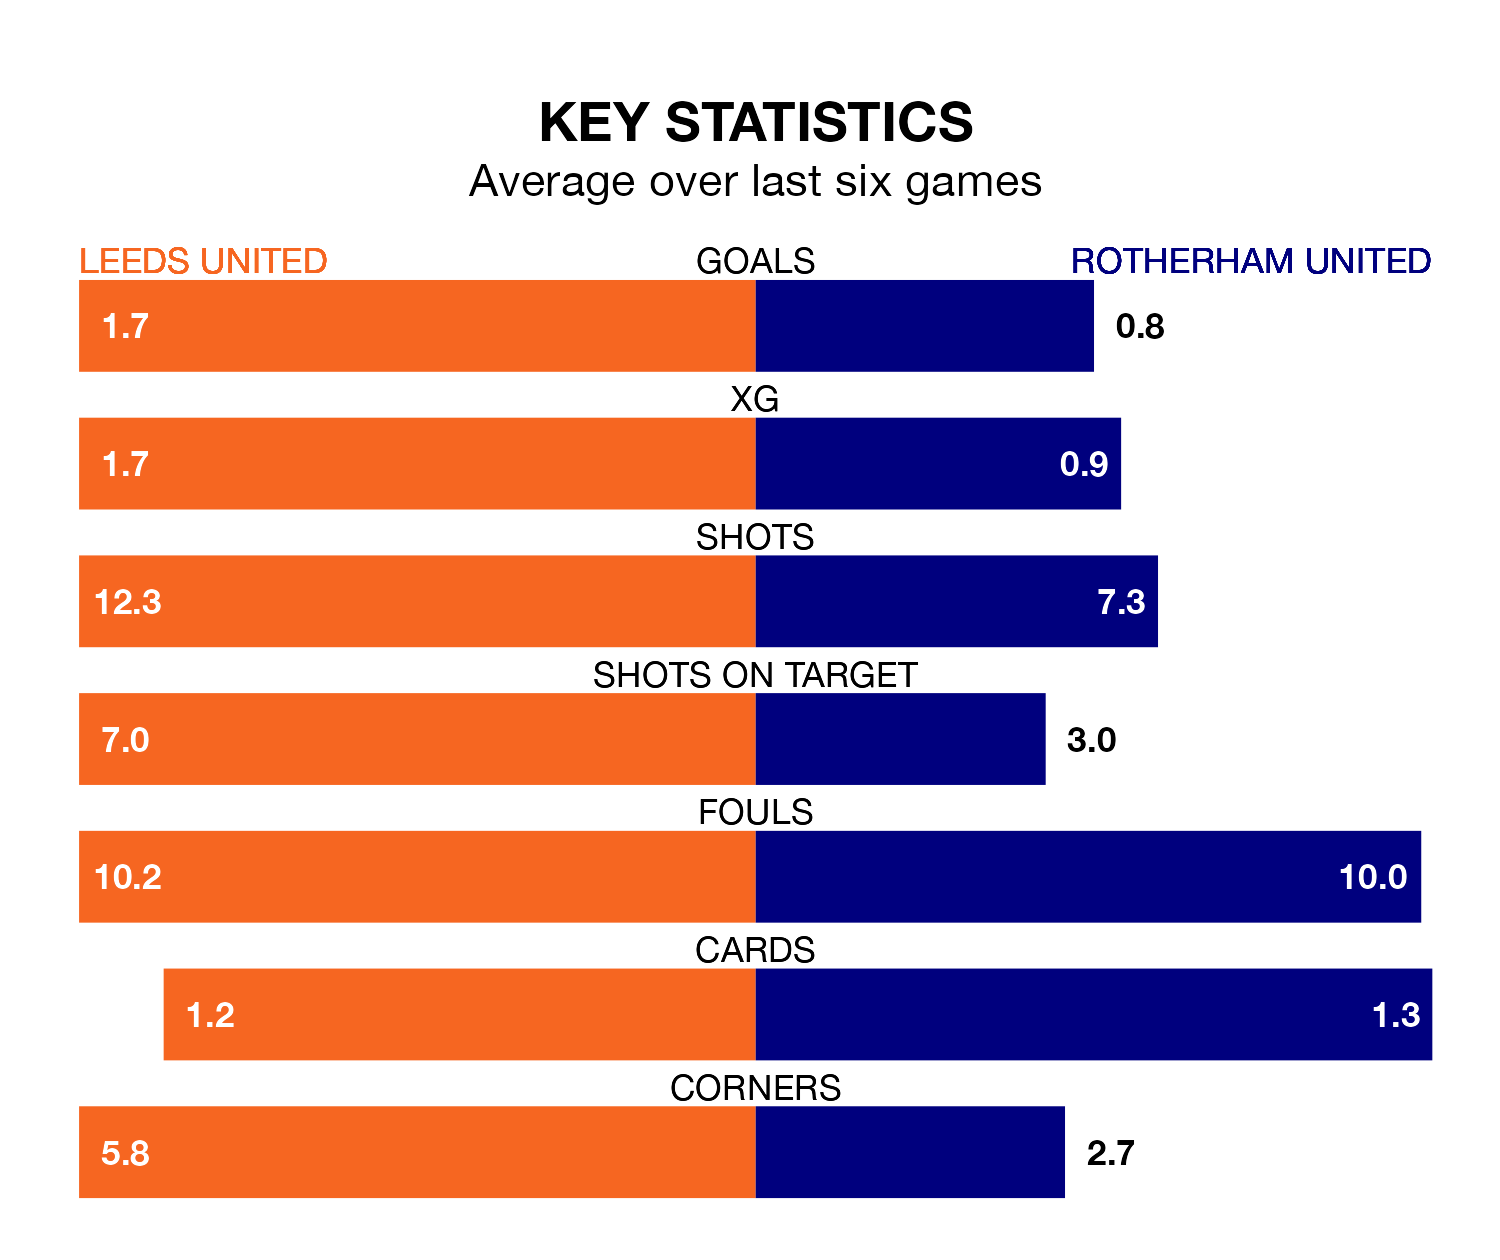 KEY STATISTICS
Average over last six games
LEEDS UNITED GOALS ROTHERHAM UNITED
1.7 0.8
XG
1.7 0.9
SHOTS
12.3 7.3
SHOTS ON TARGET
7.0 3.0
FOULS
10.2 10.0
CARDS
1.2 1.3
CORNERS
5.8 2.7